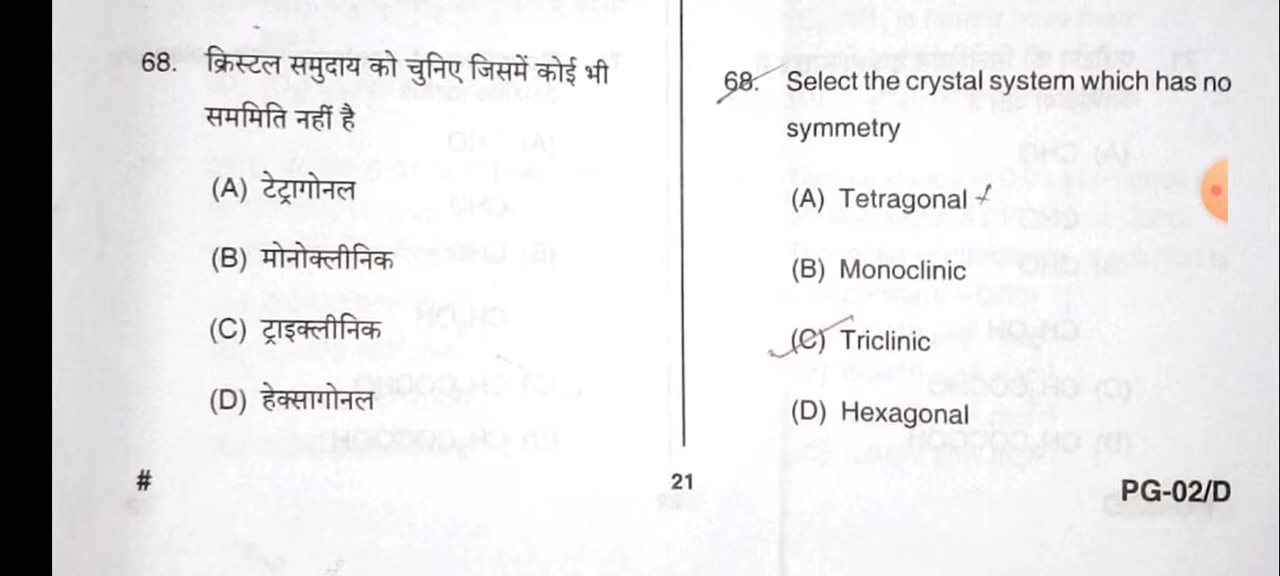 68. क्रिस्टल समुदाय को चुनिए जिसमें कोई भी
सममिति नहीं है
(A) टेट्रागोनल
(B) मोनोक्लीनिक
(C) ट्राइक्लीनिक
(D) हेक्सागोनल
68. Select the crystal system which has no
symmetry
(A) Tetragonal
(B) Monoclinic
(C) Triclinic
(D) Hexagonal
#
21
PG-02/D